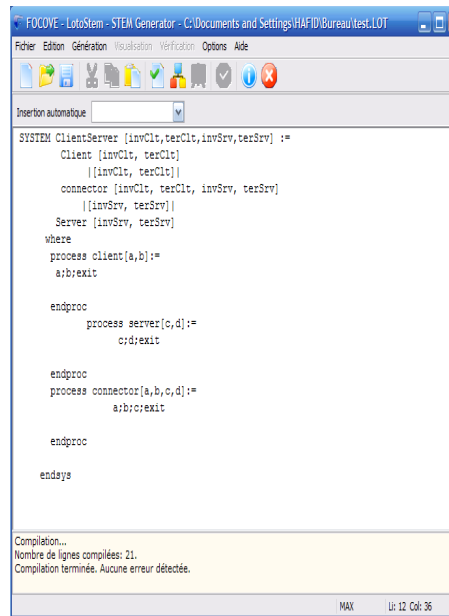 FOCOVE - LotoStem - STEM Generator - C:\Documents and Settings\HAFID\Bureau\test.LOT
Fichier Edition Génération Visualisation Vérification Options Aide
Insertion automatique
SYSTEM ClientServer [invClt,terClt,invSrv,terSrv] :=
Client [invClt, terClt]
|[invClt, terClt]|
connector [invClt, terClt, invSrv, terSrv]
|[invSrv, terSrv]|
Server [invSrv, terSrv]
where
process client[a,b]:=
a;b;exit
endproc
process server[c,d]:=
c;d;exit
endproc
process connector[a,b,c,d]:=
a;b;c;exit
endproc
endsys
Compilation...
Nombre de lignes compilées: 21.
Compilation terminée. Aucune erreur détectée.
MAX Li: 12 Col: 36